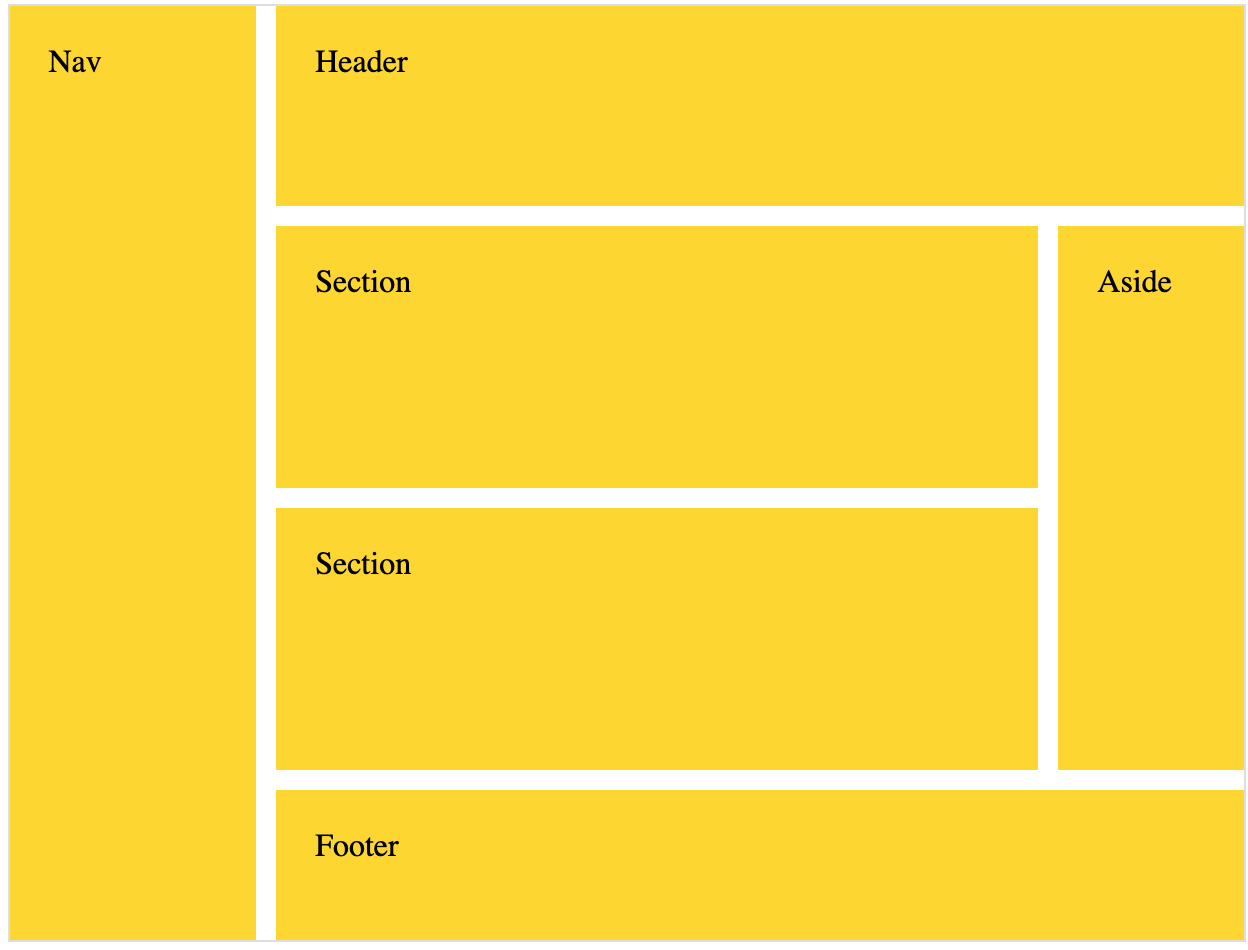 Nav
Header
Section
Aside
Section
Footer